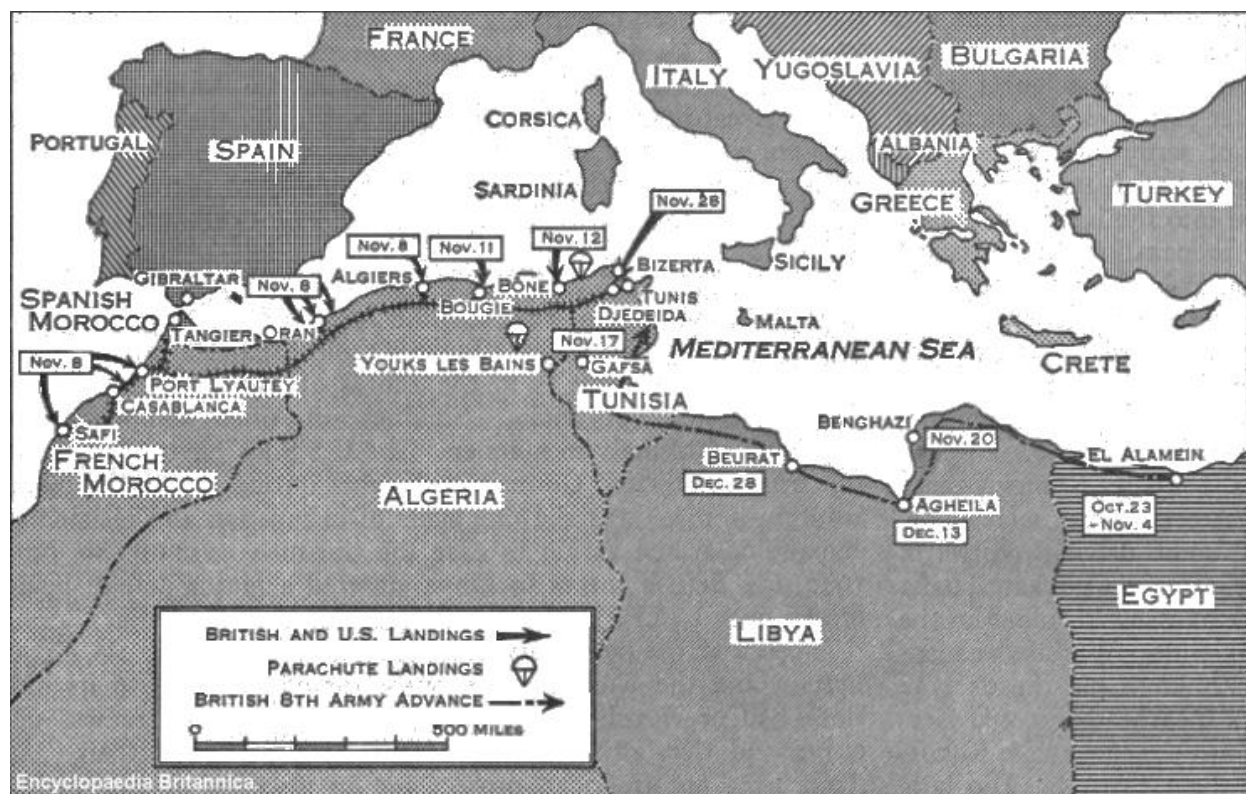 FRANCE
BULGARIA
ITALY
YUGOSLAVIA
CORSICA
PORTUGAL
SPAIN
ALBANIA
SARDINIA
NOV. 28
TURKEY
GREECE
NOV. 8
NOV. 11
NOV. 12
GIBRALTAR
ALGIERS
BIZERTA
SICILY
NOV. 8
BÔNE
SPANISH
MOROCCO
BOUGIE
TUNIS
DJEDEIDA
TANGIER
ORAN
MALTA
NOV. 17
MEDITERRANEAN SEA
CRETE
NOV. 8
YOUKS LES BAINS
GAFSA
PORT LYAUTEY
CASABLANCA
TUNISIA
SAFI
BENGHAZI
NOV. 20
FRENCH
MOROCCO
BEURAT
EL ALAMEIN
DEC. 28
ALGERIA
AGHEILA
OCT. 23
- NOV. 4
DEC. 13
EGYPT
LIBYA
BRITISH AND U.S. LANDINGS
PARACHUTE LANDINGS
BRITISH 8TH ARMY ADVANCE
0 500 MILES
Encyclopaedia Britannica.